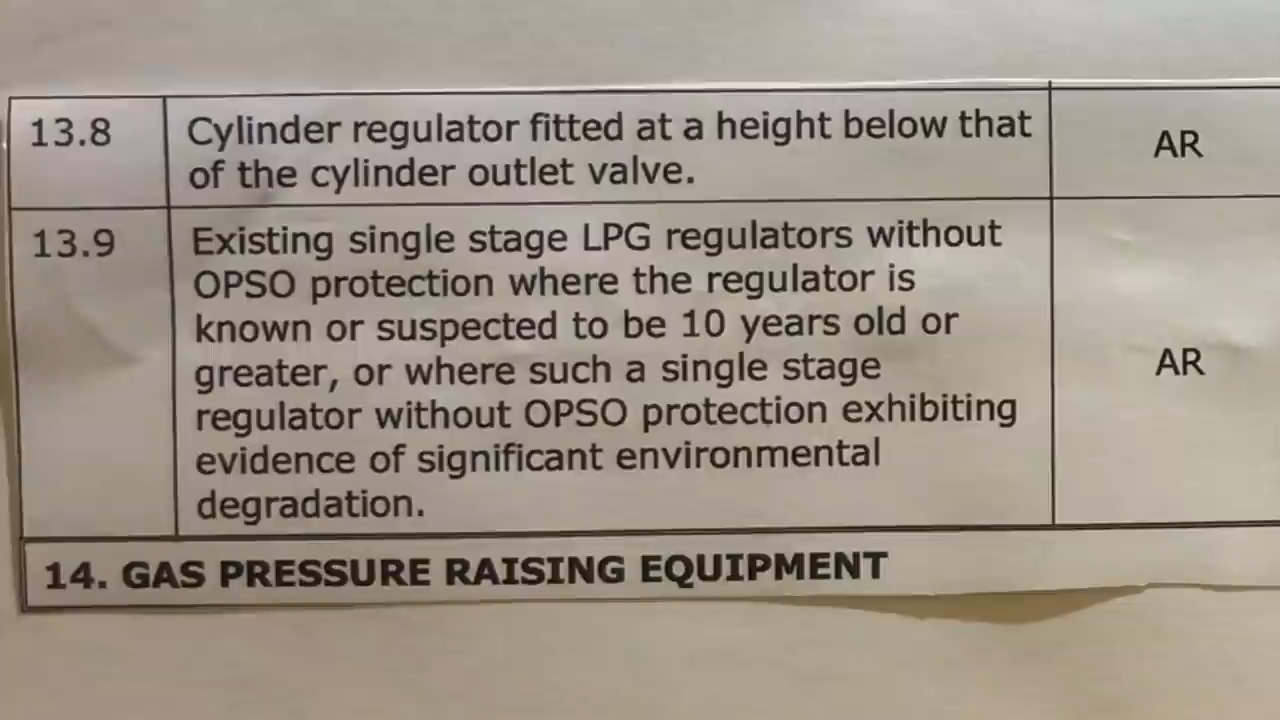 13.8
Cylinder regulator fitted at a height below that
of the cylinder outlet valve.
AR
13.9
Existing single stage LPG regulators without
OPSO protection where the regulator is
known or suspected to be 10 years old or
greater, or where such a single stage
regulator without OPSO protection exhibiting
evidence of significant environmental
degradation.
AR
14. GAS PRESSURE RAISING EQUIPMENT